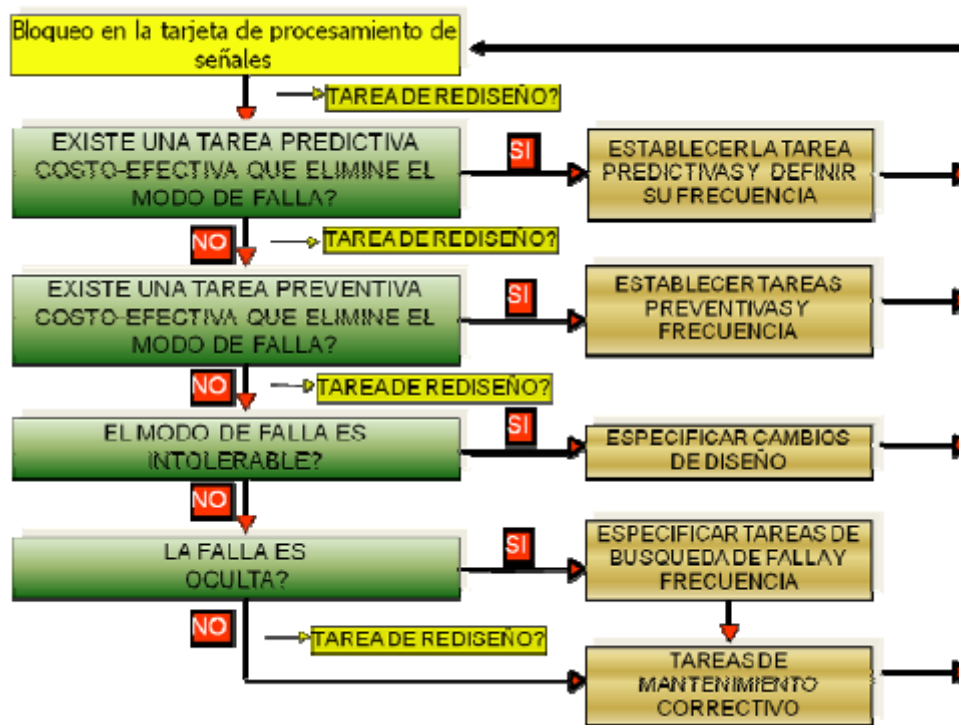 Bloqueo en la tarjeta de procesamiento de
señales
TAREA DE REDISEÑO?
EXISTE UNA TAREA PREDICTIVA
COSTO-EFECTIVA QUE ELIMINE EL
MODO DE FALLA?
SI
ESTABLECER LA TAREA
PREDICTIVAS Y DEFINIR
SU FRECUENCIA
NO
TAREA DE REDISEÑO?
EXISTE UNA TAREA PREVENTIVA
COSTO-EFECTIVA QUE ELIMINE EL
MODO DE FALLA?
SI
ESTABLECER TAREAS
PREVENTIVAS Y
FRECUENCIA
NO
TAREA DE REDISEÑO?
EL MODO DE FALLA ES
INTOLERABLE?
SI
ESPECIFICAR CAMBIOS
DE DISEÑO
NO
LA FALLA ES
OCULTA?
SI
ESPECIFICAR TAREAS DE
BUSQUEDA DE FALLA Y
FRECUENCIA
NO
TAREA DE REDISEÑO?
TAREAS DE
MANTENIMIENTO
CORRECTIVO